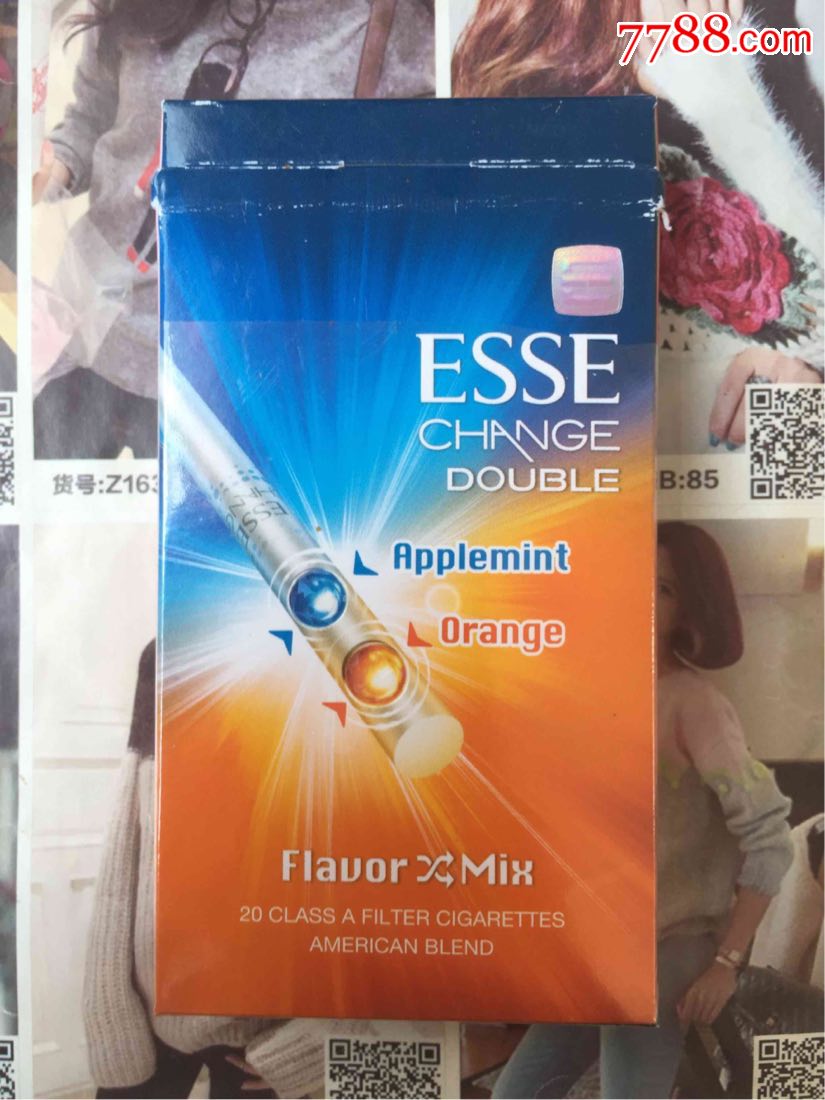 7788.com
ESSE
CHANGE
DOUBLE
货号:Z163
B:85
Applemint
Orange
Flavor Mix
20 CLASS A FILTER CIGARETTES
AMERICAN BLEND